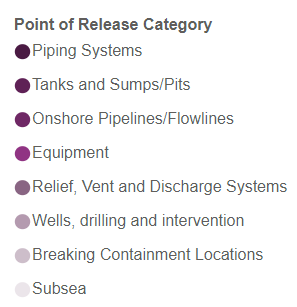 Point of Release Category
Piping Systems
Tanks and Sumps/Pits
Onshore Pipelines/Flowlines
Equipment
Relief, Vent and Discharge Systems
Wells, drilling and intervention
Breaking Containment Locations
Subsea